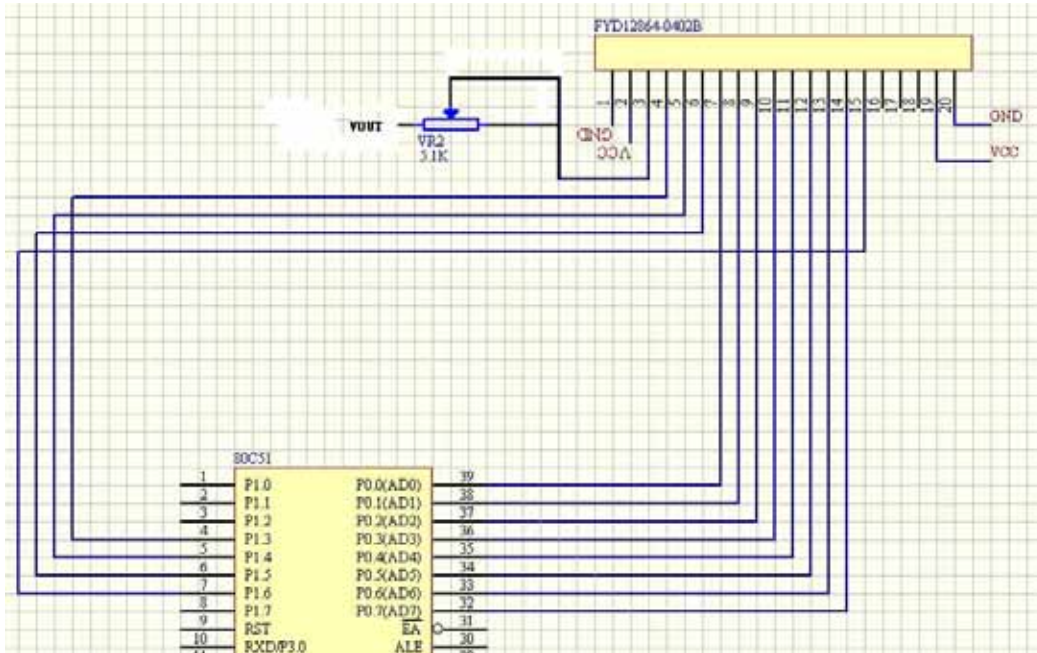 FYD12864-0402B
1 2 3 4 5 6 7 8 9 10 11 12 13 14 15 16 17 18 19 20
GND
VCC
GND
VCC
VOUT
VR2
5.1K
80C51
1 P1.0 P0.0(AD0) 39
2 P1.1 P0.1(AD1) 38
3 P1.2 P0.2(AD2) 37
4 P1.3 P0.3(AD3) 36
5 P1.4 P0.4(AD4) 35
6 P1.5 P0.5(AD5) 34
7 P1.6 P0.6(AD6) 33
8 P1.7 P0.7(AD7) 32
9 RST EA 31
10 RXD/P3.0 ALE 30